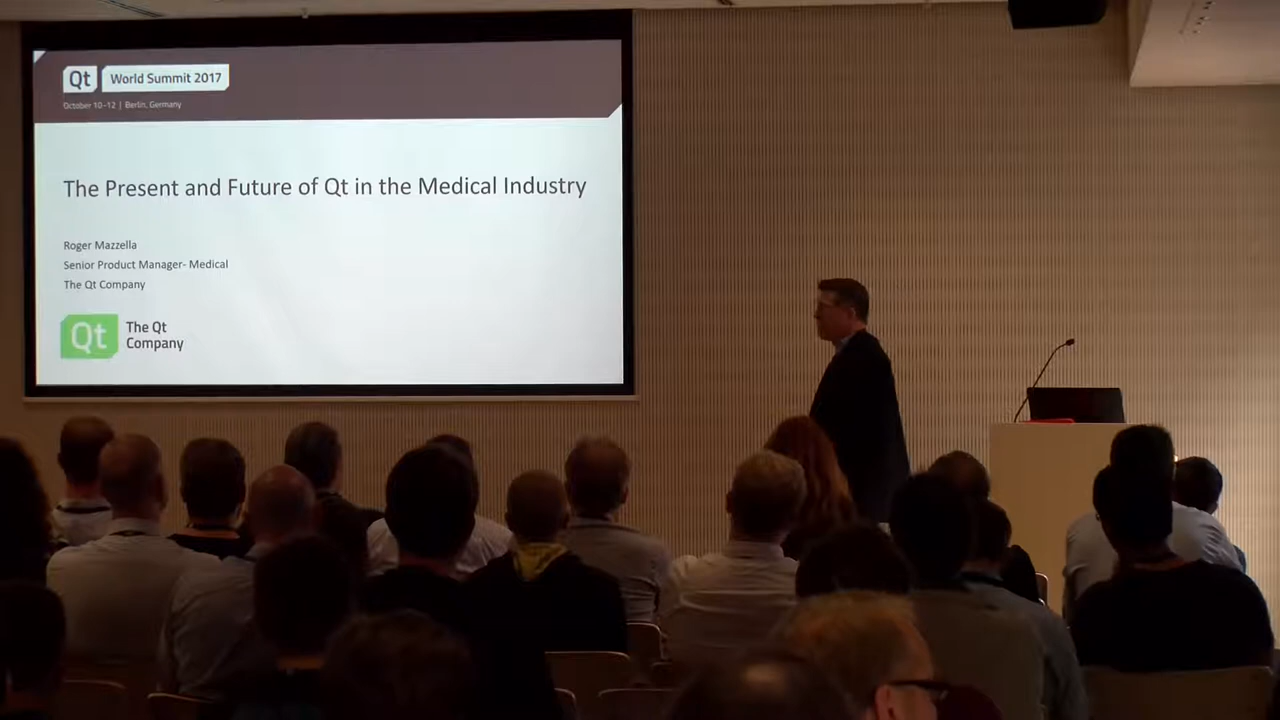 Qt World Summit 2017
October 10-12 | Berlin, Germany
The Present and Future of Qt in the Medical Industry
Roger Mazzella
Senior Product Manager- Medical
The Qt Company
Qt The Qt
Company